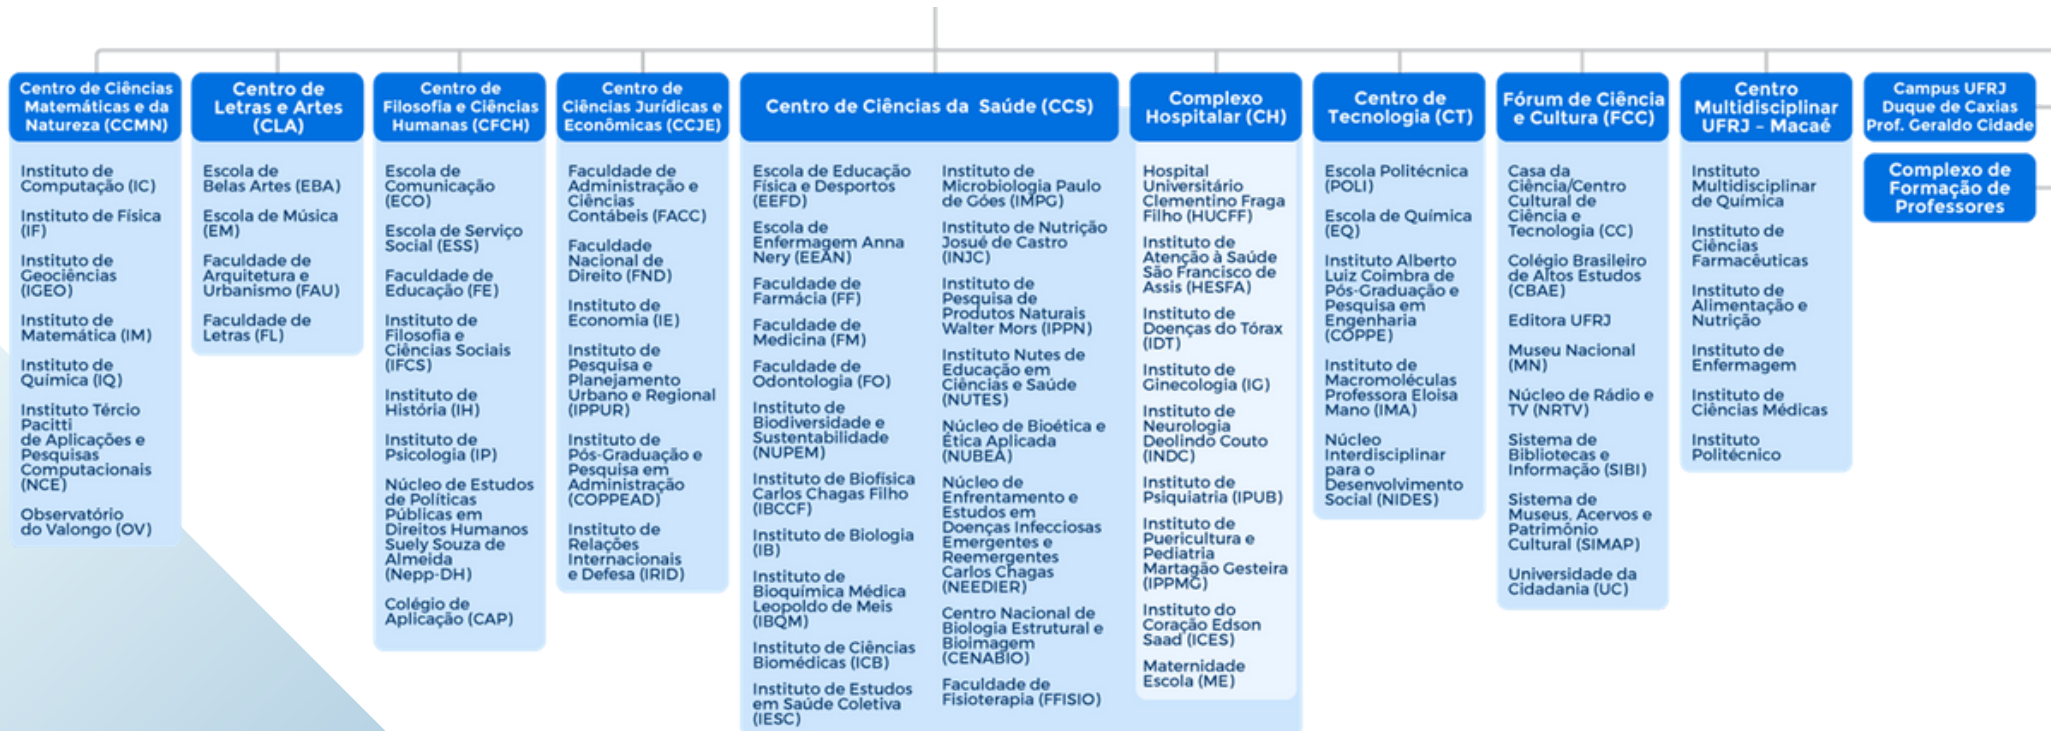 Centro de Ciências
Matemáticas e da
Natureza (CCMN)
Instituto de
Computação (IC)
Instituto de Física
(IF)
Instituto de
Geociências
(IGEO)
Instituto de
Matemática (IM)
Instituto de
Química (IQ)
Instituto Tércio
Pacitti
de Aplicações e
Pesquisas
Computacionais
(NCE)
Observatório
do Valongo (OV)
Centro de
Letras e Artes
(CLA)
Escola de
Belas Artes (EBA)
Escola de Música
(EM)
Faculdade de
Arquitetura e
Urbanismo (FAU)
Faculdade de
Letras (FL)
Centro de
Filosofia e Ciências
Humanas (CFCH)
Escola de
Comunicação
(ECO)
Escola de Serviço
Social (ESS)
Faculdade de
Educação (FE)
Instituto de
Filosofia e
Ciências Sociais
(IFCS)
Instituto de
História (IH)
Instituto de
Psicologia (IP)
Núcleo de Estudos
de Políticas
Públicas em
Direitos Humanos
Suely Souza de
Almeida
(Nepp-DH)
Colégio de
Aplicação (CAP)
Centro de
Ciências Jurídicas e
Econômicas (CCJE)
Faculdade de
Administração e
Ciências
Contábeis (FACC)
Faculdade
Nacional de
Direito (FND)
Instituto de
Economia (IE)
Instituto de
Pesquisa e
Planejamento
Urbano e Regional
(IPPUR)
Instituto de
Pós-Graduação e
Pesquisa em
Administração
(COPPEAD)
Instituto de
Relações
Internacionais
e Defesa (IRID)
Centro de Ciências da Saúde (CCS)
Escola de Educação
Física e Desportos
(EEFD)
Escola de
Enfermagem Anna
Nery (EEAN)
Faculdade de
Farmácia (FF)
Faculdade de
Medicina (FM)
Faculdade de
Odontologia (FO)
Instituto de
Biodiversidade e
Sustentabilidade
(NUPEM)
Instituto de Biofísica
Carlos Chagas Filho
(IBCCF)
Instituto de Biologia
(IB)
Instituto de
Bioquímica Médica
Leopoldo de Meis
(IBQM)
Instituto de Ciências
Biomédicas (ICB)
Instituto de Estudos
em Saúde Coletiva
(IESC)
Instituto de
Microbiologia Paulo
de Góes (IMPG)
Instituto de Nutrição
Josué de Castro
(INJC)
Instituto de
Pesquisa de
Produtos Naturais
Walter Mors (IPPN)
Instituto Nutes de
Educação em
Ciências e Saúde
(NUTES)
Núcleo de Bioética e
Ética Aplicada
(NUBEA)
Núcleo de
Enfrentamento e
Estudos em
Doenças Infecciosas
Emergentes e
Reemergentes
Carlos Chagas
(NEEDIER)
Centro Nacional de
Biologia Estrutural e
Bioimagem
(CENABIO)
Faculdade de
Fisioterapia (FFISIO)
Complexo
Hospitalar (CH)
Hospital
Universitário
Clementino Fraga
Filho (HUCFF)
Instituto de
Atenção à Saúde
São Francisco de
Assis (HESFA)
Instituto de
Doenças do Tórax
(IDT)
Instituto de
Ginecologia (IG)
Instituto de
Neurologia
Deolindo Couto
(INDC)
Instituto de
Psiquiatria (IPUB)
Instituto de
Puericultura e
Pediatria
Martagão Gesteira
(IPPMG)
Instituto do
Coração Edson
Saad (ICES)
Maternidade
Escola (ME)
Centro de
Tecnologia (CT)
Escola Politécnica
(POLI)
Escola de Química
(EQ)
Instituto Alberto
Luiz Coimbra de
Pós-Graduação e
Pesquisa em
Engenharia
(COPPE)
Instituto de
Macromoléculas
Professora Eloisa
Mano (IMA)
Núcleo
Interdisciplinar
para o
Desenvolvimento
Social (NIDES)
Fórum de Ciência
e Cultura (FCC)
Casa da
Ciência/Centro
Cultural de
Ciência e
Tecnologia (CC)
Colégio Brasileiro
de Altos Estudos
(CBAE)
Editora UFRJ
Museu Nacional
(MN)
Núcleo de Rádio e
TV (NRTV)
Sistema de
Bibliotecas e
Informação (SIBI)
Sistema de
Museus, Acervos e
Patrimônio
Cultural (SIMAP)
Universidade da
Cidadania (UC)
Centro
Multidisciplinar
UFRJ – Macaé
Instituto
Multidisciplinar
de Química
Instituto de
Ciências
Farmacêuticas
Instituto de
Alimentação e
Nutrição
Instituto de
Enfermagem
Instituto de
Ciências Médicas
Instituto
Politécnico
Campus UFRJ
Duque de Caxias
Prof. Geraldo Cidade
Complexo de
Formação de
Professores